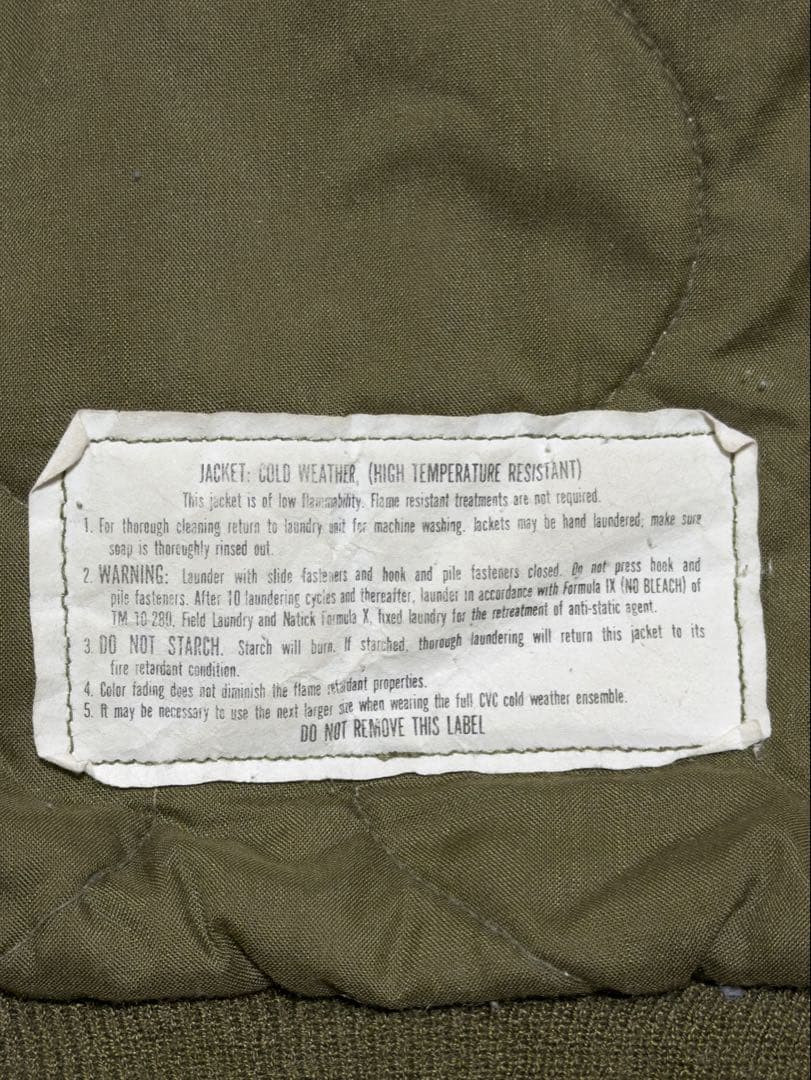 JACKET: COLD WEATHER, (HIGH TEMPERATURE RESISTANT)
This jacket is of low flammability. Flame resistant treatments are not required.
1. For thorough cleaning return to laundry unit for machine washing. Jackets may be hand laundered; make sure
soap is thoroughly rinsed out.
2. WARNING: Launder with slide fasteners and hook and pile fasteners closed. Do not press hook and
pile fasteners. After 10 laundering cycles and thereafter, launder in accordance with Formula IX (NO BLEACH) of
TM 10-280, Field Laundry and Natick Formula X, fixed laundry for the retreatment of anti-static agent.
3. DO NOT STARCH. Starch will burn. If starched, thorough laundering will return this jacket to its
fire retardant condition.
4. Color fading does not diminish the flame retardant properties.
5. It may be necessary to use the next larger size when wearing the full CVC cold weather ensemble.
DO NOT REMOVE THIS LABEL